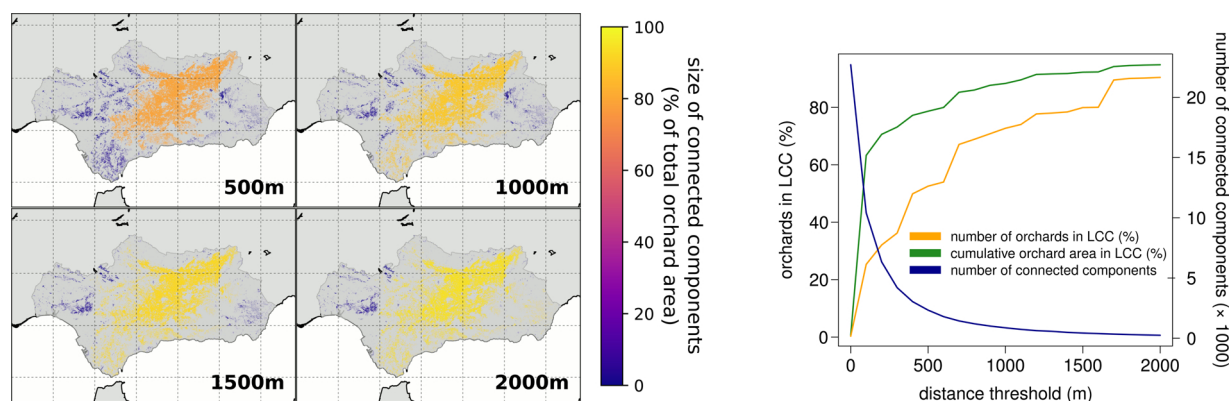 500m
1000m
1500m
2000m
100
80
60
40
20
0
size of connected components
(% of total orchard area)
orchards in LCC (%)
80
60
40
20
0
number of orchards in LCC (%)
cumulative orchard area in LCC (%)
number of connected components
20
15
10
5
0
number of connected components (× 1000)
0
500
1000
1500
2000
distance threshold (m)